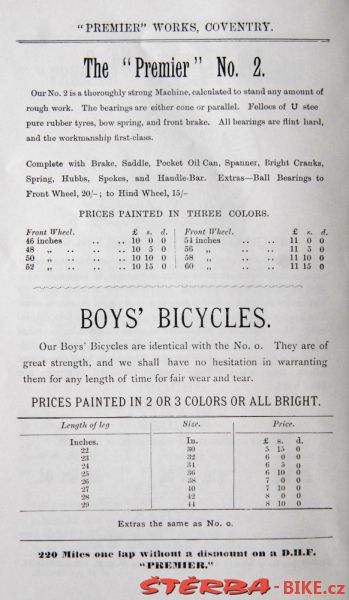 "PREMIER" WORKS, COVENTRY.
The "Premier" No. 2.
Our No. 2 is a thoroughly strong Machine, calculated to stand any amount of
rough work. The bearings are either cone or parallel. Felloes of U stee
pure rubber tyres, bow spring, and front brake. All bearings are flint hard,
and the workmanship first-class.
Complete with Brake, Saddle, Pocket Oil Can, Spanner, Bright Cranks,
Spring, Hubbs, Spokes, and Handle-Bar. Extras—Ball Bearings to
Front Wheel, 20/-; to Hind Wheel, 15/-
PRICES PAINTED IN THREE COLORS.
Front Wheel. £ s. d. Front Wheel. £ s. d.
46 inches .. .. 10 0 0 54 inches .. .. 11 0 0
48 „ .. .. 10 5 0 56 „ .. .. 11 5 0
50 „ .. .. 10 10 0 58 „ .. .. 11 10 0
52 „ .. .. 10 15 0 60 „ .. .. 11 15 0
BOYS' BICYCLES.
Our Boys' Bicycles are identical with the No. 0. They are of
great strength, and we shall have no hesitation in warranting
them for any length of time for fair wear and tear.
PRICES PAINTED IN 2 OR 3 COLORS OR ALL BRIGHT.
Length of leg Size. Price.
Inches. In. £ s. d.
22 30 5 15 0
23 32 6 0 0
24 34 6 5 0
25 36 6 10 0
26 38 7 0 0
27 40 7 10 0
28 42 8 0 0
29 44 8 10 0
Extras the same as No. 0.
220 Miles one lap without a dismount on a D.H.F.
"PREMIER."
ŠTĚRBA-BIKE.cz